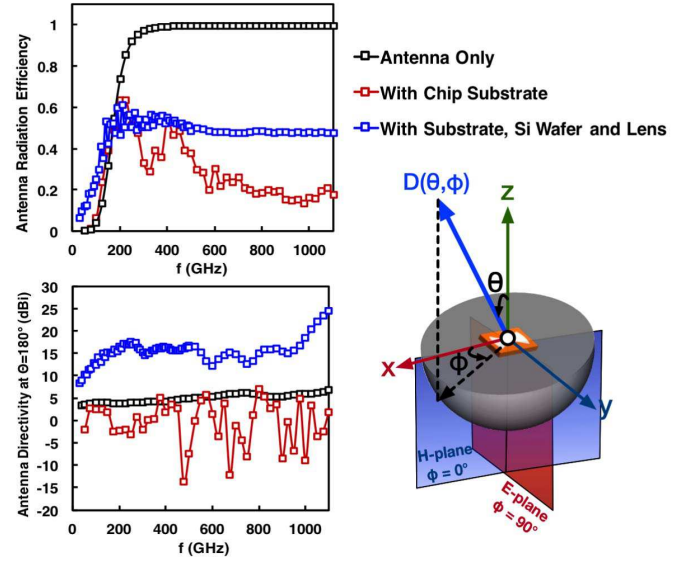 Antenna Radiation Efficiency
1
0.8
0.6
0.4
0.2
0
0 200 400 600 800 1000
f (GHz)
Antenna Only
With Chip Substrate
With Substrate, Si Wafer and Lens
Antenna Directivity at Θ=180° (dBi)
30
25
20
15
10
5
0
-5
-10
-15
-20
0 200 400 600 800 1000
f (GHz)
D(θ,ϕ)
z
θ
x
ϕ
y
H-plane
ϕ = 0°
E-plane
ϕ = 90°